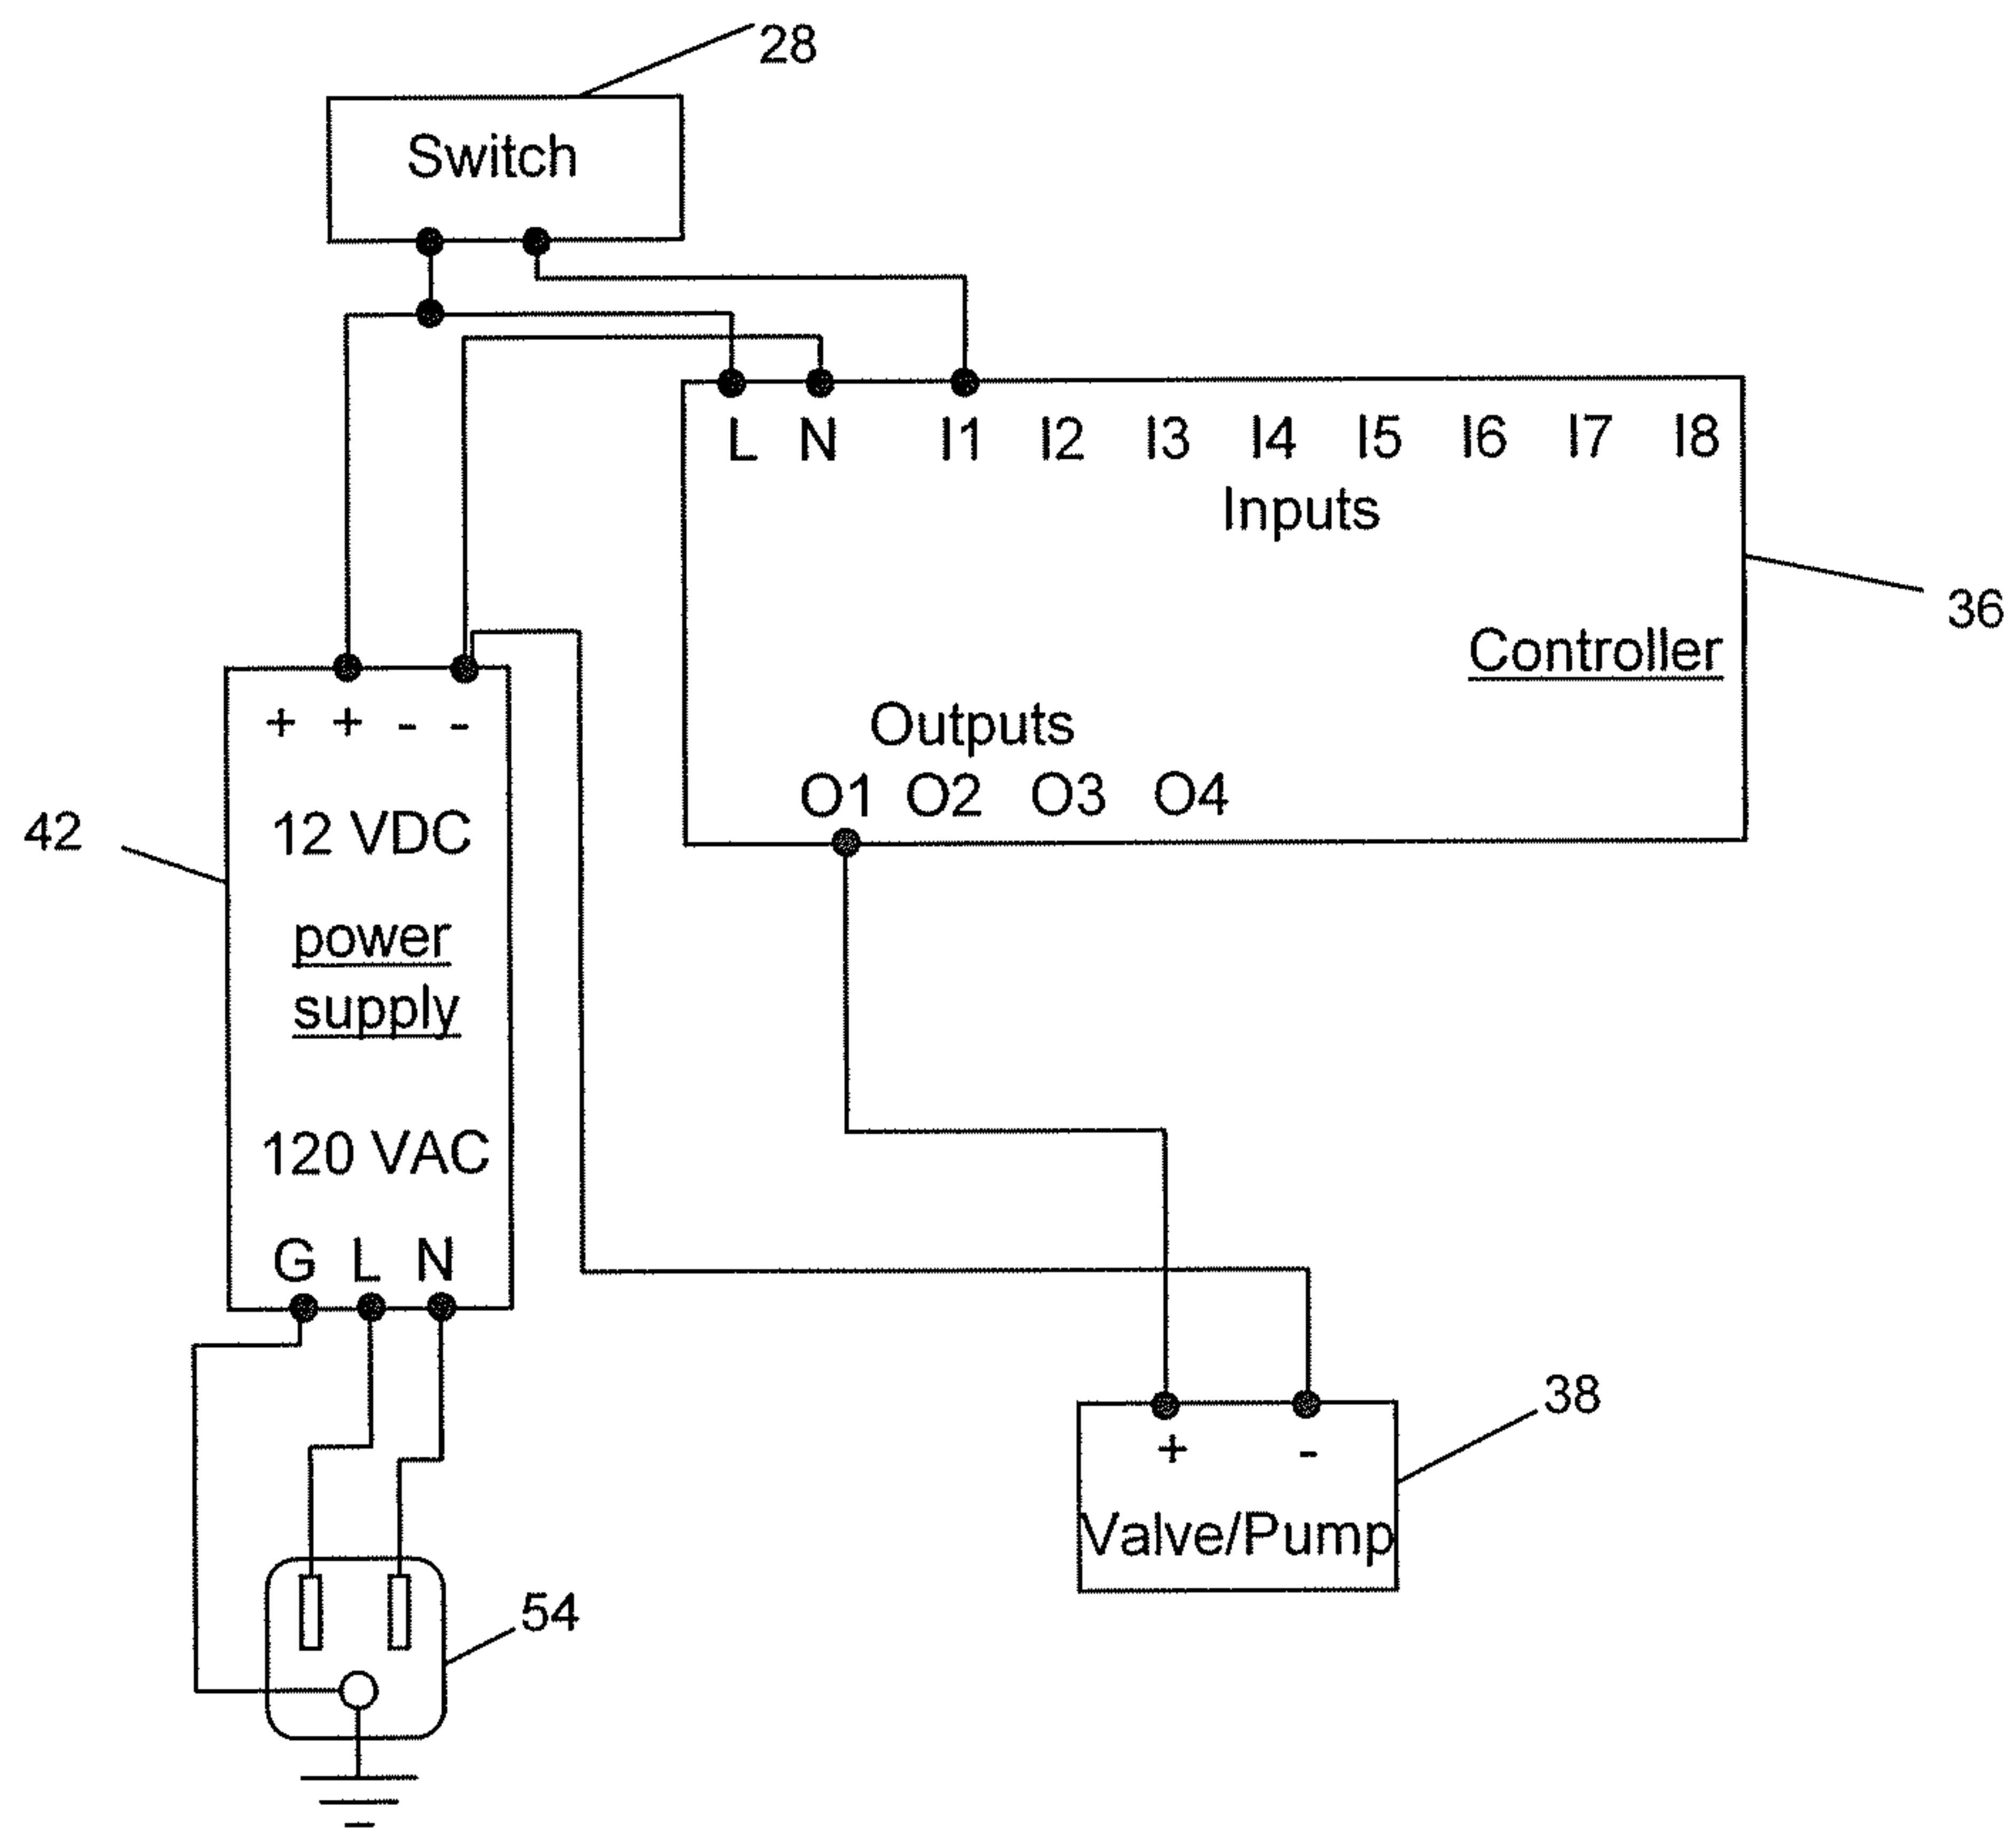 28
Switch
L N I1 I2 I3 I4 I5 I6 I7 I8
Inputs
36
Controller
Outputs
O1 O2 O3 O4
+ + - -
12 VDC
42
power
supply
120 VAC
G L N
38
+ -
Valve/Pump
54